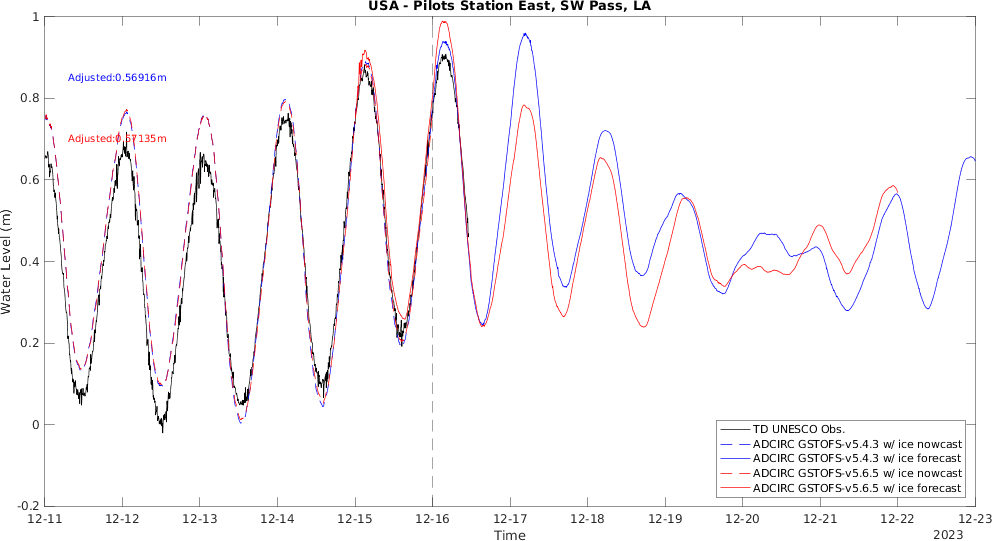 USA - Pilots Station East, SW Pass, LA
1
Adjusted:0.56916m
0.8
Adjusted:0.57135m
0.6
Water Level (m)
0.4
0.2
0
TD UNESCO Obs.
ADCIRC GSTOFS-v5.4.3 w/ ice nowcast
ADCIRC GSTOFS-v5.4.3 w/ ice forecast
ADCIRC GSTOFS-v5.6.5 w/ ice nowcast
ADCIRC GSTOFS-v5.6.5 w/ ice forecast
-0.2
12-11 12-12 12-13 12-14 12-15 12-16 12-17 12-18 12-19 12-20 12-21 12-22 12-23
Time
2023